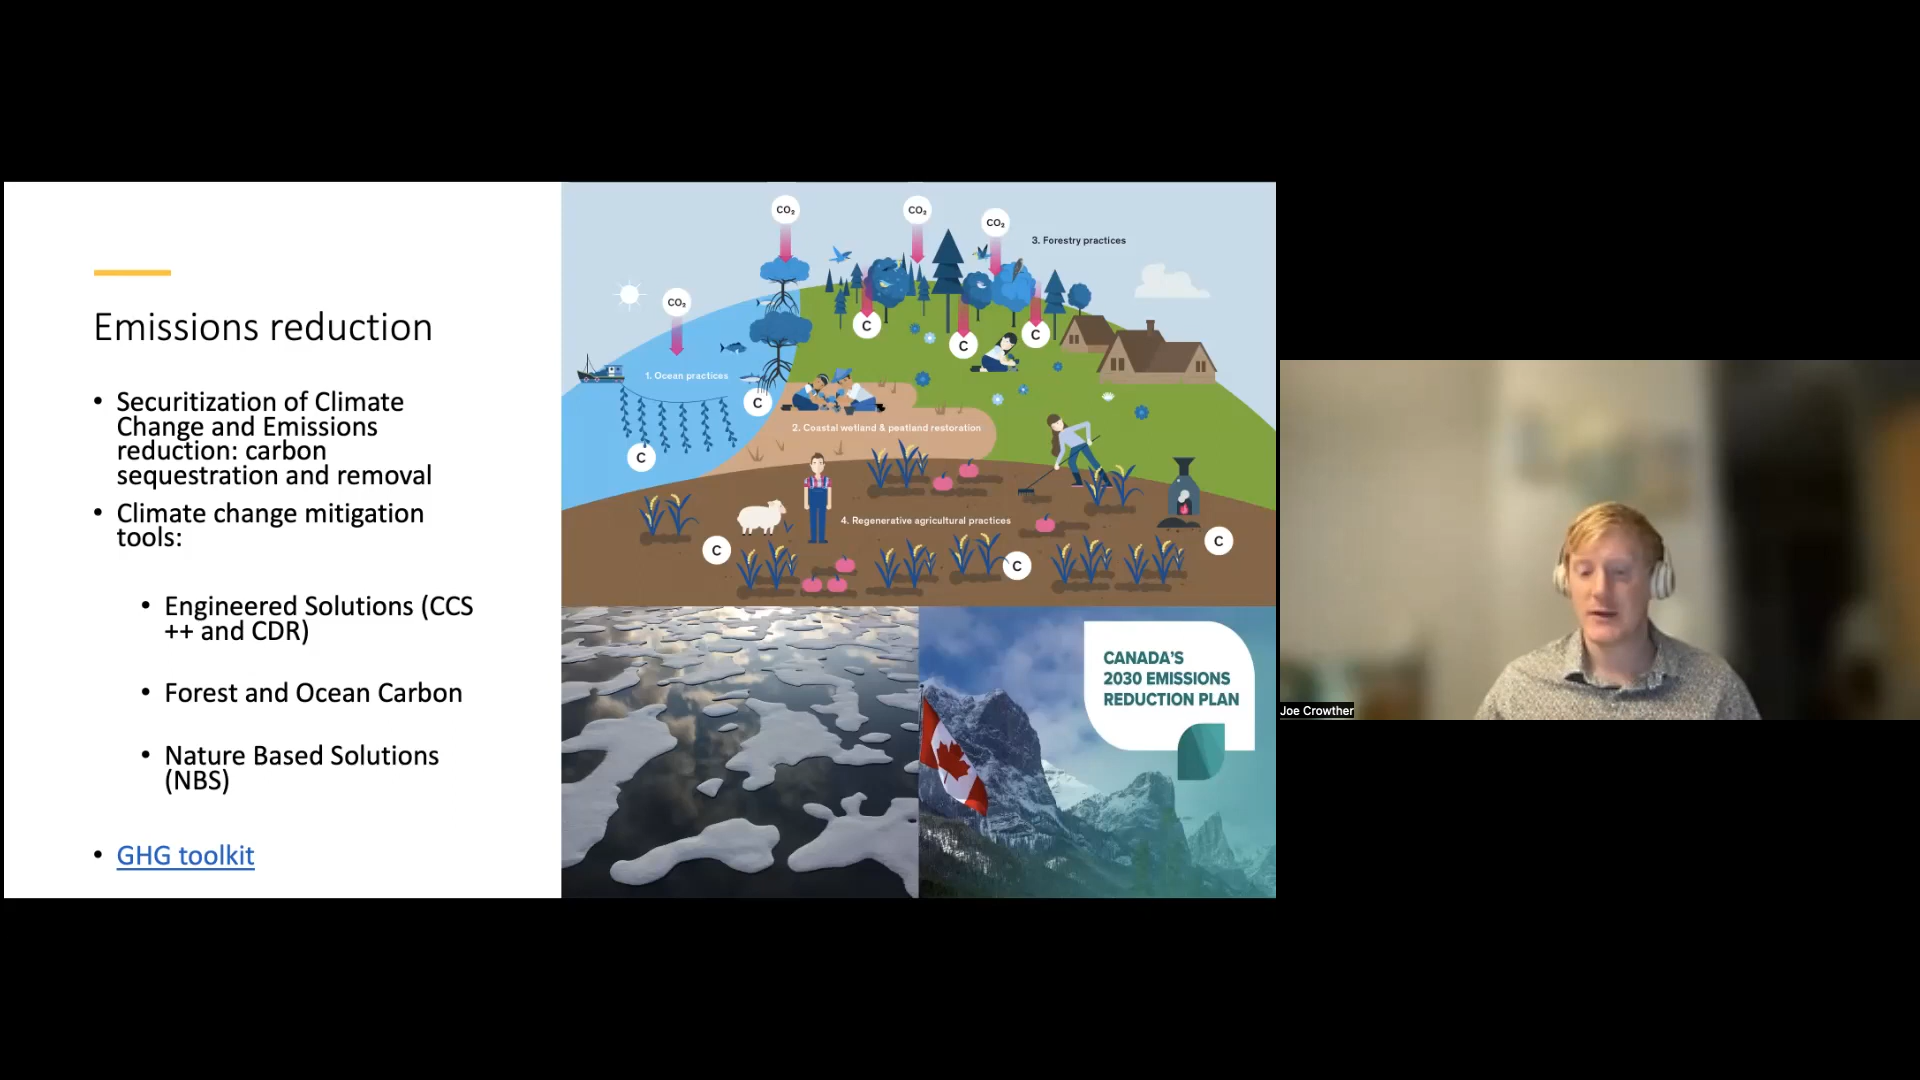 Emissions reduction
• Securitization of Climate
Change and Emissions
reduction: carbon
sequestration and removal
• Climate change mitigation
tools:
• Engineered Solutions (CCS
++ and CDR)
• Forest and Ocean Carbon
• Nature Based Solutions
(NBS)
• GHG toolkit
CO₂
CO₂
CO₂
3. Forestry practices
CO₂
C
C
C
1. Ocean practices
C
2. Coastal wetland & peatland restoration
C
4. Regenerative agricultural practices
C
C
C
CANADA'S
2030 EMISSIONS
REDUCTION PLAN
Joe Crowther